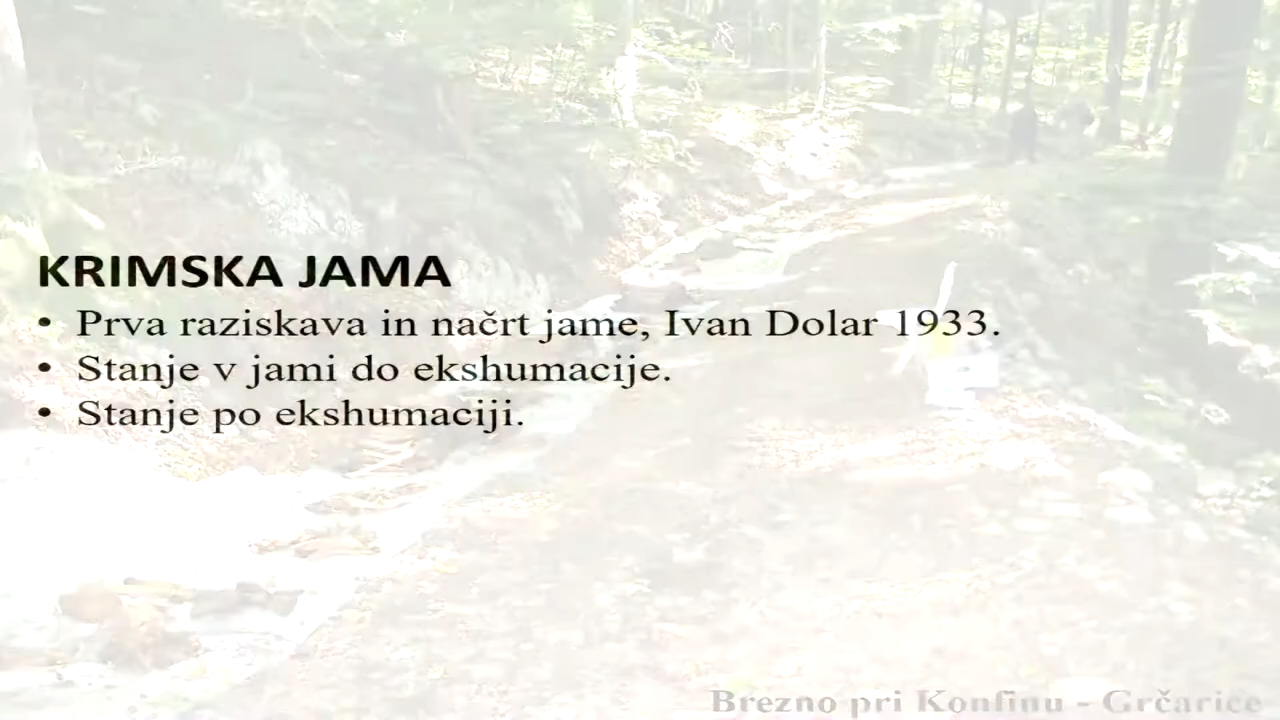 KRIMSKA JAMA
• Prva raziskava in načrt jame, Ivan Dolar 1933.
• Stanje v jami do ekshumacije.
• Stanje po ekshumaciji.
Brezno pri Konfinu - Grčarice